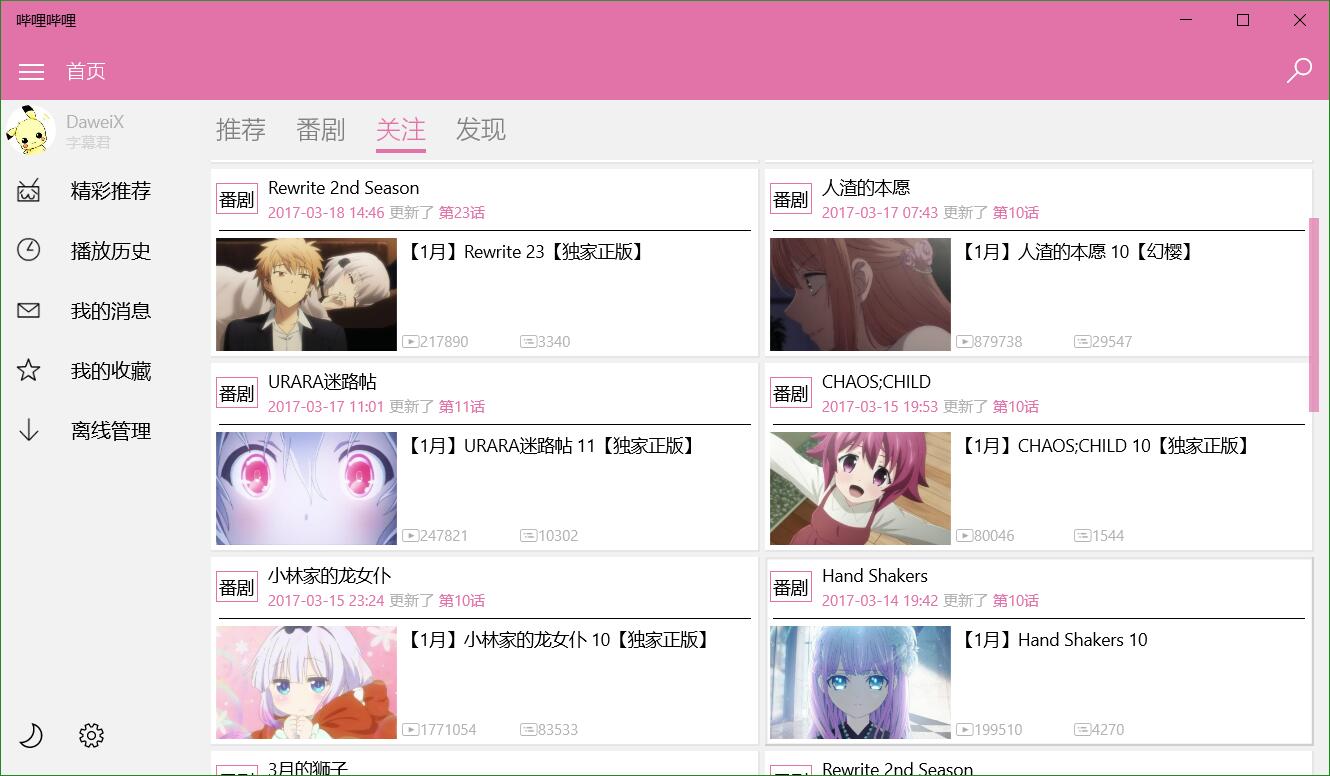 哔哩哔哩
首页
DaweiX
字幕君
精彩推荐
播放历史
我的消息
我的收藏
离线管理
推荐 番剧 关注 发现
番剧
Rewrite 2nd Season
2017-03-18 14:46 更新了 第23话
【1月】Rewrite 23【独家正版】
217890 3340
番剧
人渣的本愿
2017-03-17 07:43 更新了 第10话
【1月】人渣的本愿 10【幻樱】
879738 29547
番剧
URARA迷路帖
2017-03-17 11:01 更新了 第11话
【1月】URARA迷路帖 11【独家正版】
247821 10302
番剧
CHAOS;CHILD
2017-03-15 19:53 更新了 第10话
【1月】CHAOS;CHILD 10【独家正版】
80046 1544
番剧
小林家的龙女仆
2017-03-15 23:24 更新了 第10话
【1月】小林家的龙女仆 10【独家正版】
1771054 83533
番剧
Hand Shakers
2017-03-14 19:42 更新了 第10话
【1月】Hand Shakers 10
199510 4270
3月的狮子
Rewrite 2nd Season